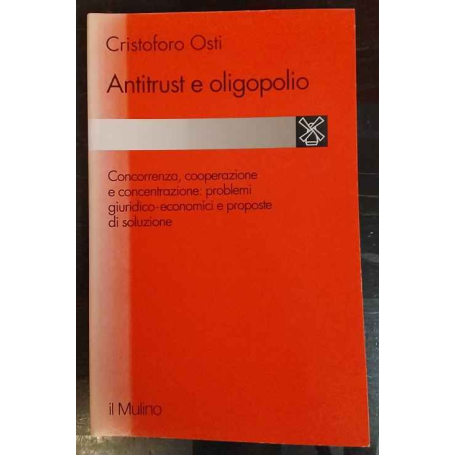 Cristoforo Osti
Antitrust e oligopolio
Concorrenza, cooperazione
e concentrazione: problemi
giuridico-economici e proposte
di soluzione
il Mulino